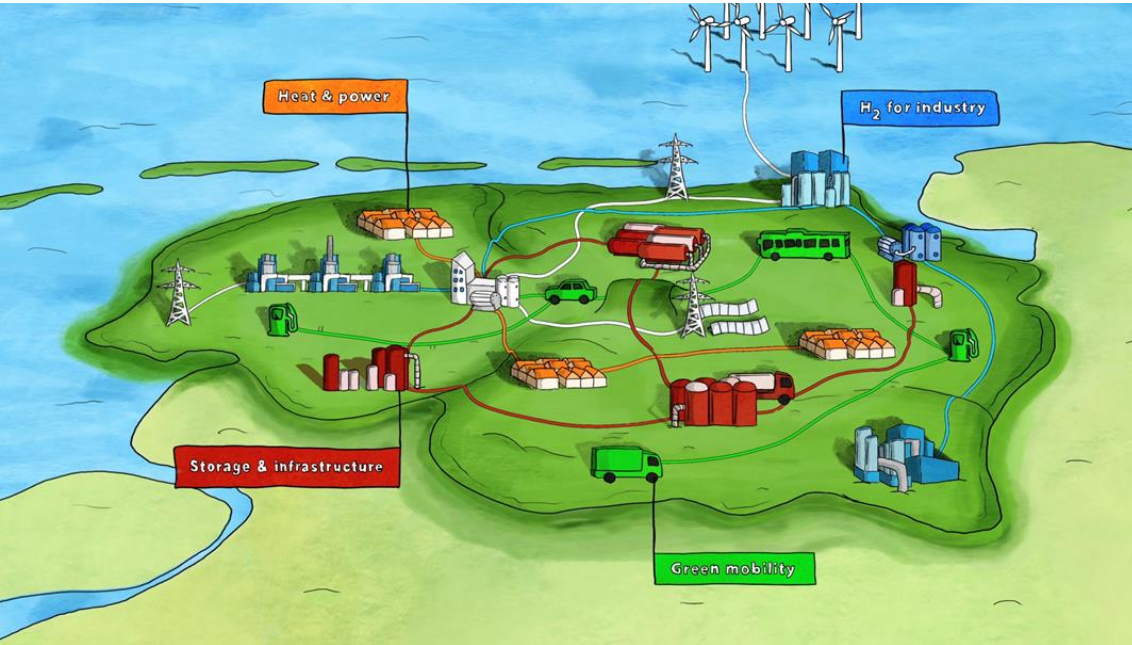 Heat & power
H₂ for industry
Storage & infrastructure
Green mobility